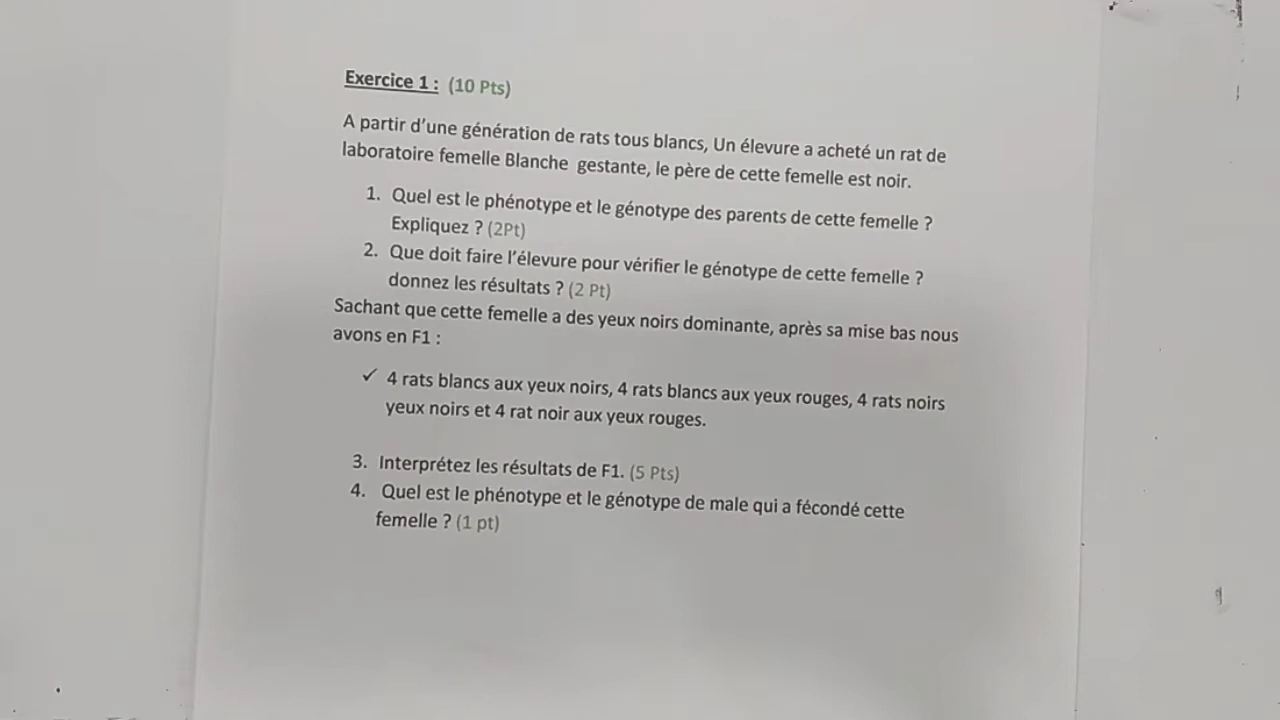 Exercice 1 : (10 Pts)
A partir d'une génération de rats tous blancs, Un élevure a acheté un rat de
laboratoire femelle Blanche gestante, le père de cette femelle est noir.
1. Quel est le phénotype et le génotype des parents de cette femelle ?
Expliquez ? (2Pt)
2. Que doit faire l'élevure pour vérifier le génotype de cette femelle ?
donnez les résultats ? (2 Pt)
Sachant que cette femelle a des yeux noirs dominante, après sa mise bas nous
avons en F1 :
✓ 4 rats blancs aux yeux noirs, 4 rats blancs aux yeux rouges, 4 rats noirs
yeux noirs et 4 rat noir aux yeux rouges.
3. Interprétez les résultats de F1. (5 Pts)
4. Quel est le phénotype et le génotype de male qui a fécondé cette
femelle ? (1 pt)